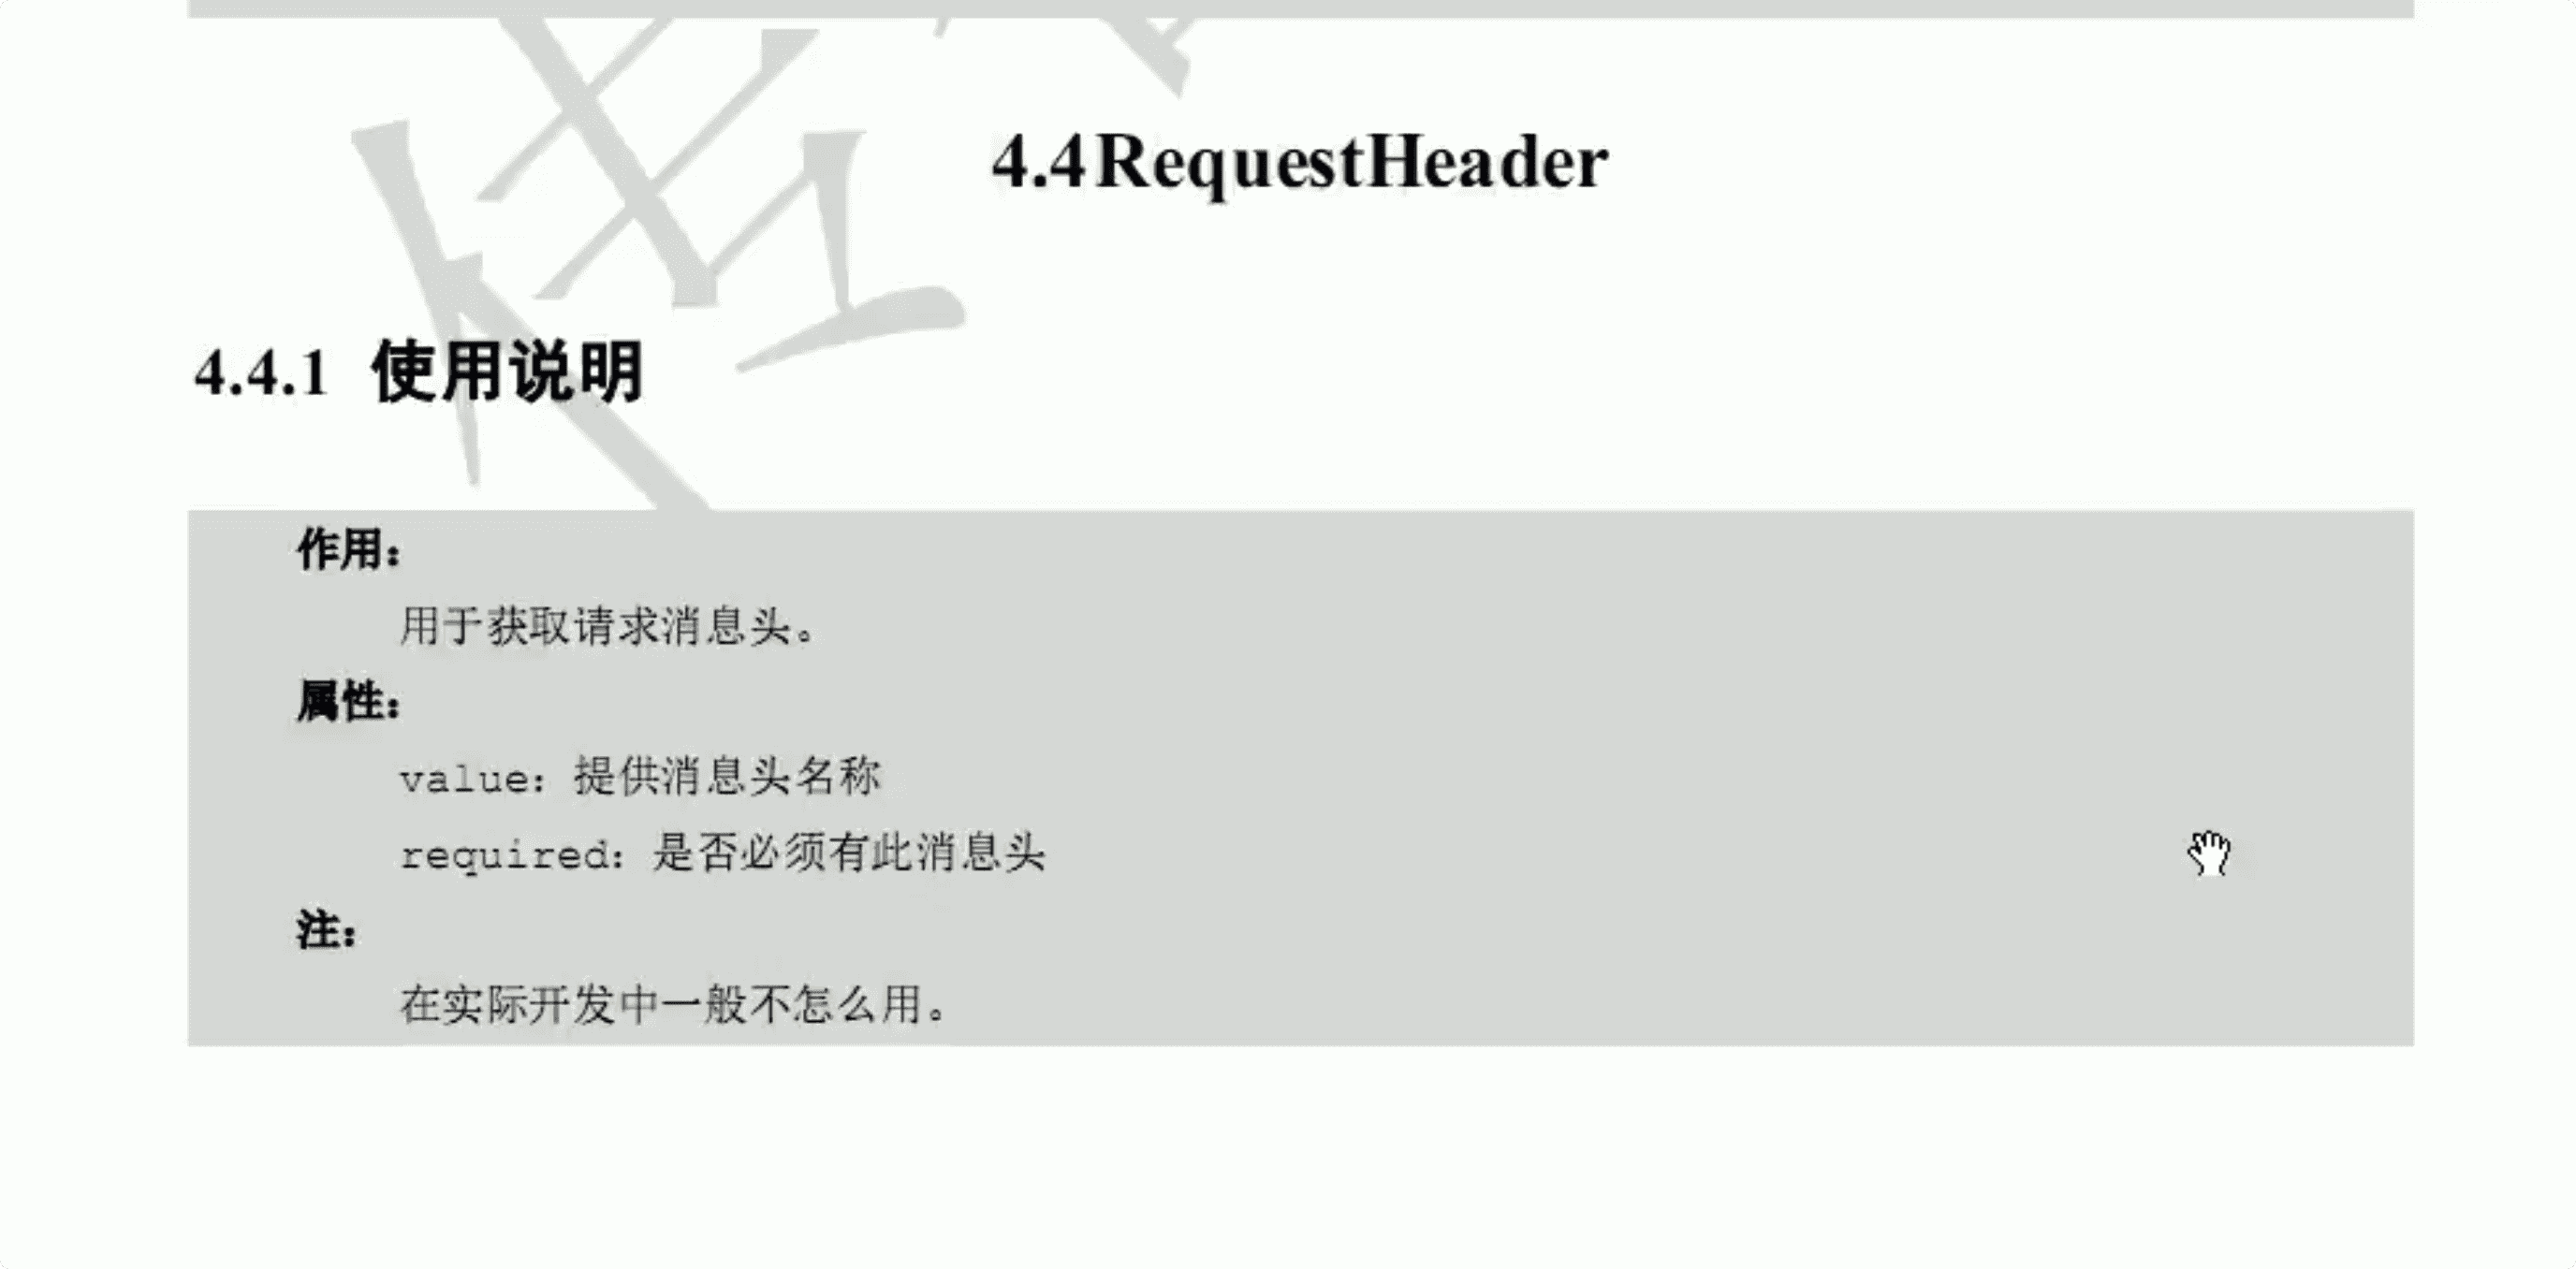 4.4RequestHeader
4.4.1 使用说明
作用：
用于获取请求消息头。
属性：
value：提供消息头名称
required：是否必须有此消息头
注：
在实际开发中一般不怎么用。